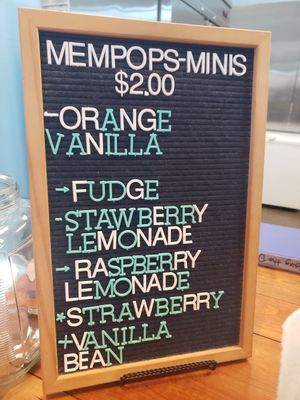 MEMPOPS-MINIS
$2.00
-ORANGE
VANILLA
→FUDGE
-STAWBERRY
LEMONADE
→RASPBERRY
LEMONADE
*STRAWBERRY
+VANILLA
BEAN